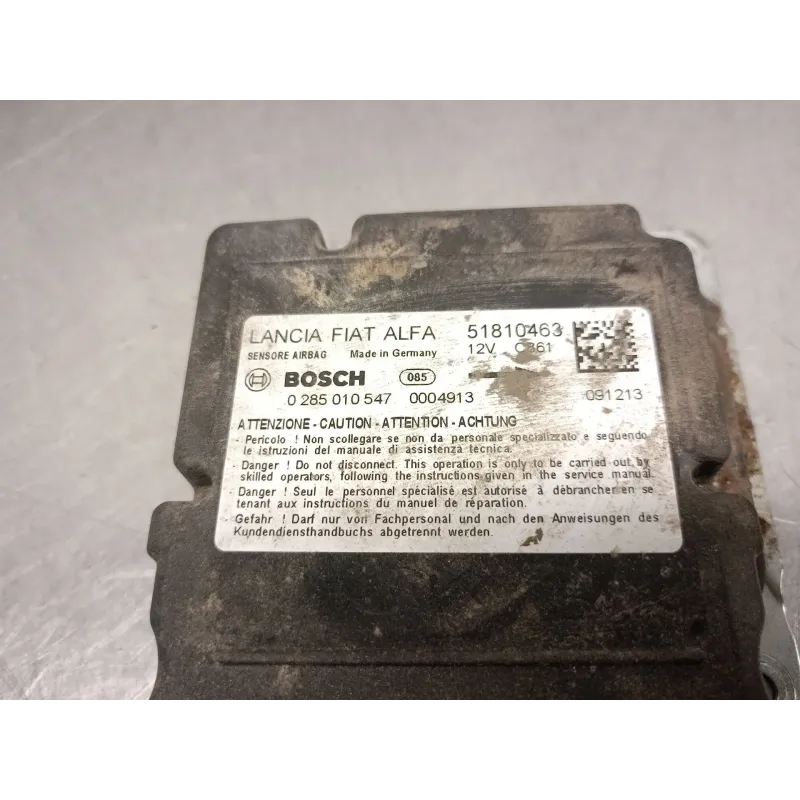 LANCIA FIAT ALFA 51810463
SENSORE AIRBAG Made in Germany 12V
BOSCH 085
0 285 010 547 0004913 091213
ATTENZIONE - CAUTION - ATTENTION - ACHTUNG
- Pericolo ! Non scollegare se non da personale specializzato e seguendo
le istruzioni del manuale di assistenza tecnica.
- Danger ! Do not disconnect. This operation is only to be carried out by
skilled operators, following the instructions given in the service manual.
- Danger ! Seul le personnel spécialisé est autorisé à débrancher en se
tenant aux instructions du manuel de réparation.
- Gefahr ! Darf nur von Fachpersonal und nach den Anweisungen des
Kundendiensthandbuchs abgetrennt werden.